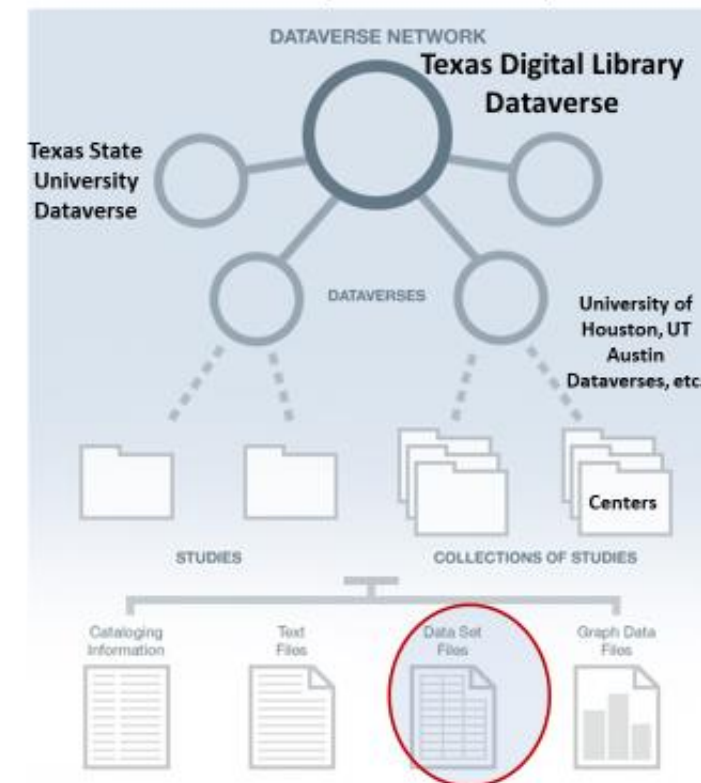 DATAVERSE NETWORK
Texas Digital Library
Dataverse
Texas State
University
Dataverse
DATAVERSES
University of
Houston, UT
Austin
Dataverses, etc
Centers
STUDIES
COLLECTIONS OF STUDIES
Cataloging
Information
Text
Files
Data Set
Files
Graph Data
Files